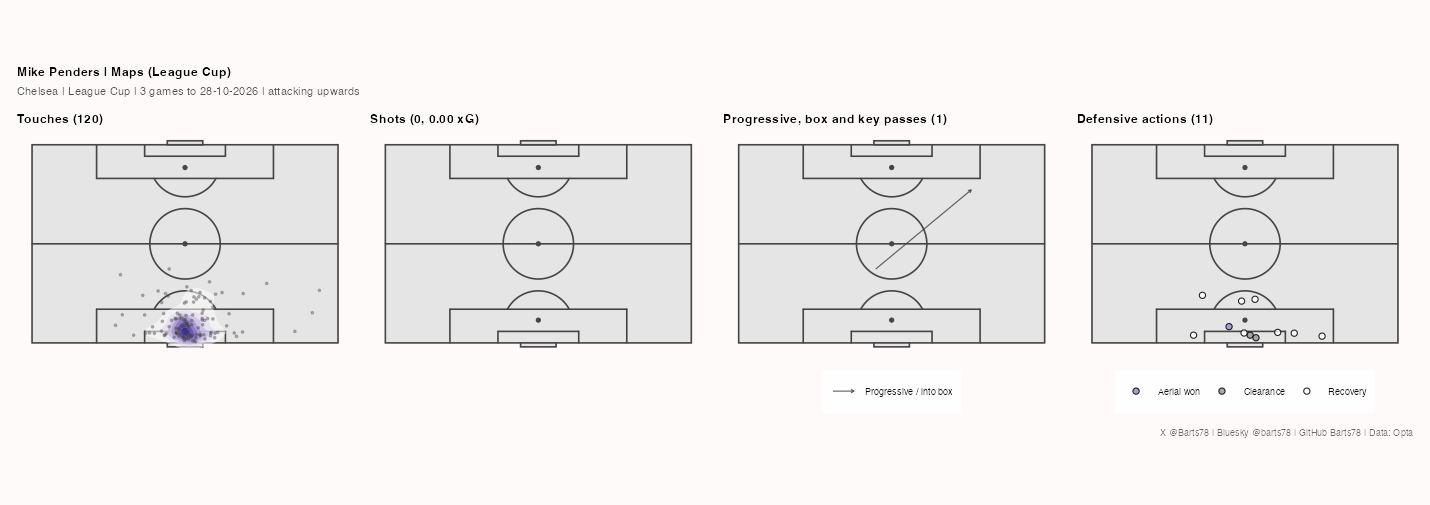 Mike Penders | Maps (League Cup)
Chelsea | League Cup | 3 games to 28-10-2026 | attacking upwards
Touches (120)
Shots (0, 0.00 xG)
Progressive, box and key passes (1)
Defensive actions (11)
Progressive / into box
Aerial won
Clearance
Recovery
X @Barts78 | Bluesky @barts78 | GitHub Barts78 | Data: Opta